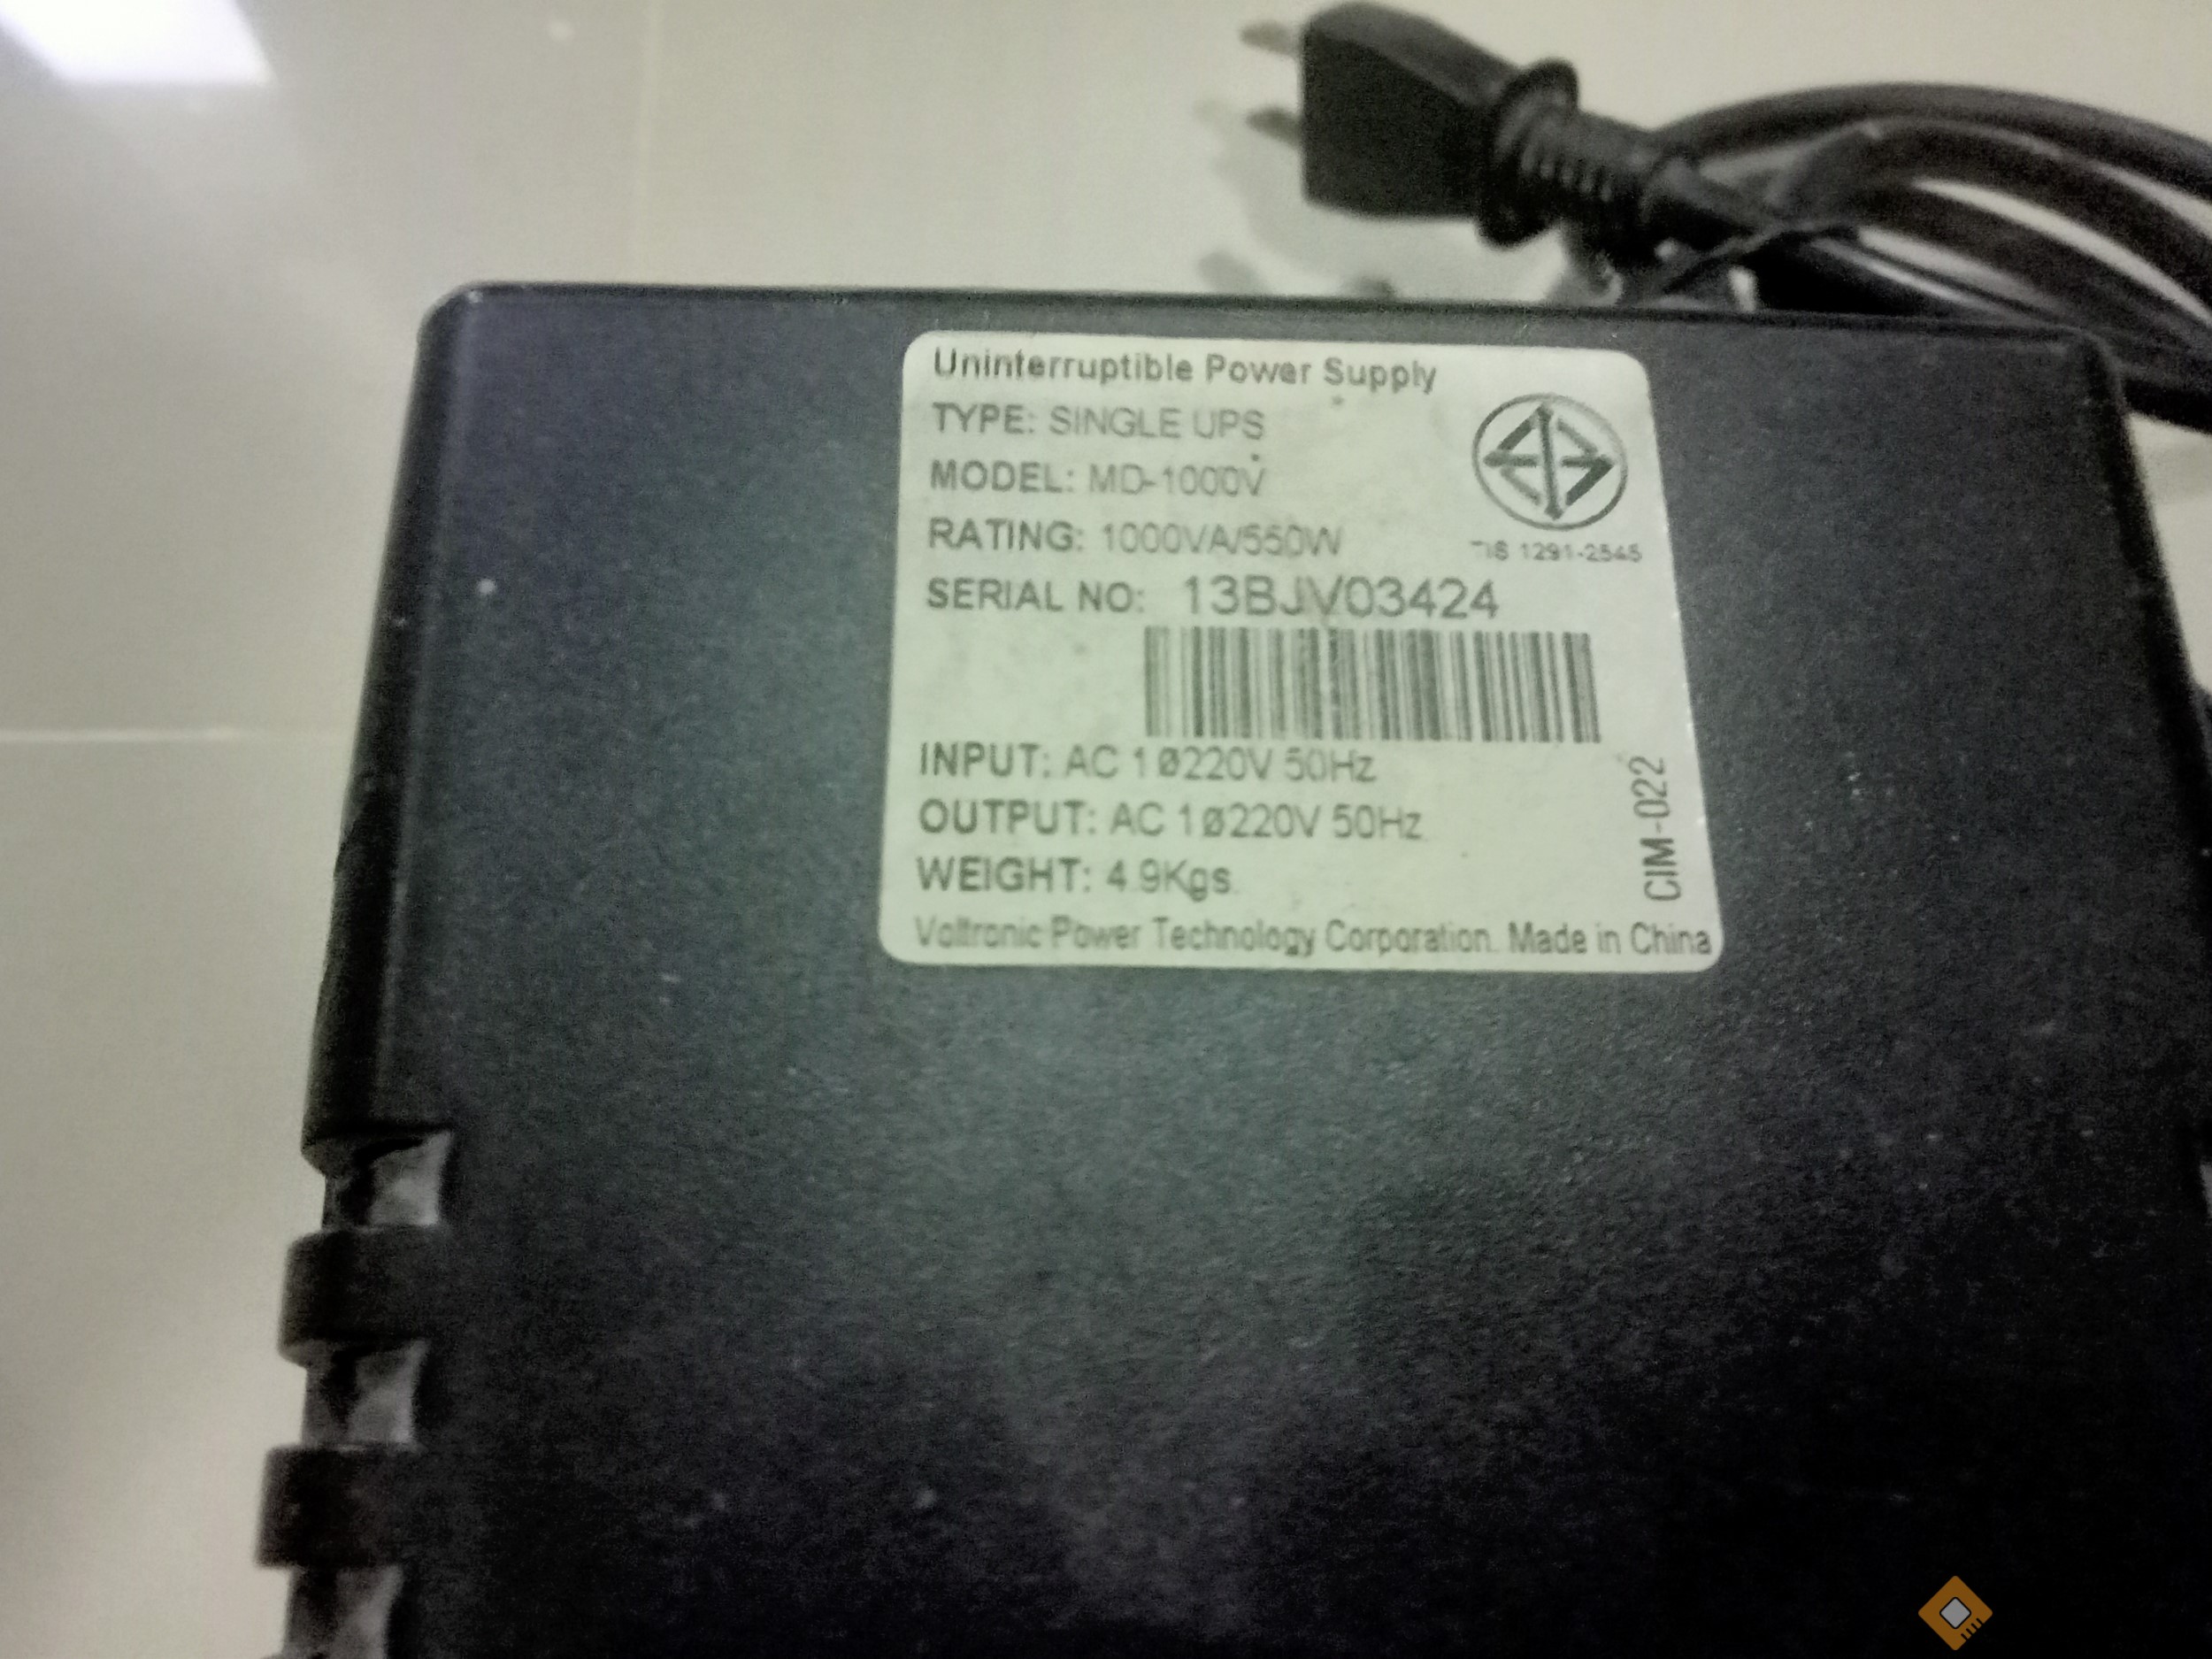 Uninterruptible Power Supply
TYPE: SINGLE UPS
MODEL: MD-1000V
RATING: 1000VA/550W
TIS 1291-2545
SERIAL NO: 13BJV03424
INPUT: AC 1ø220V 50Hz
OUTPUT: AC 1ø220V 50Hz
WEIGHT: 4.9Kgs.
CIM-022
Voltronic Power Technology Corporation. Made in China